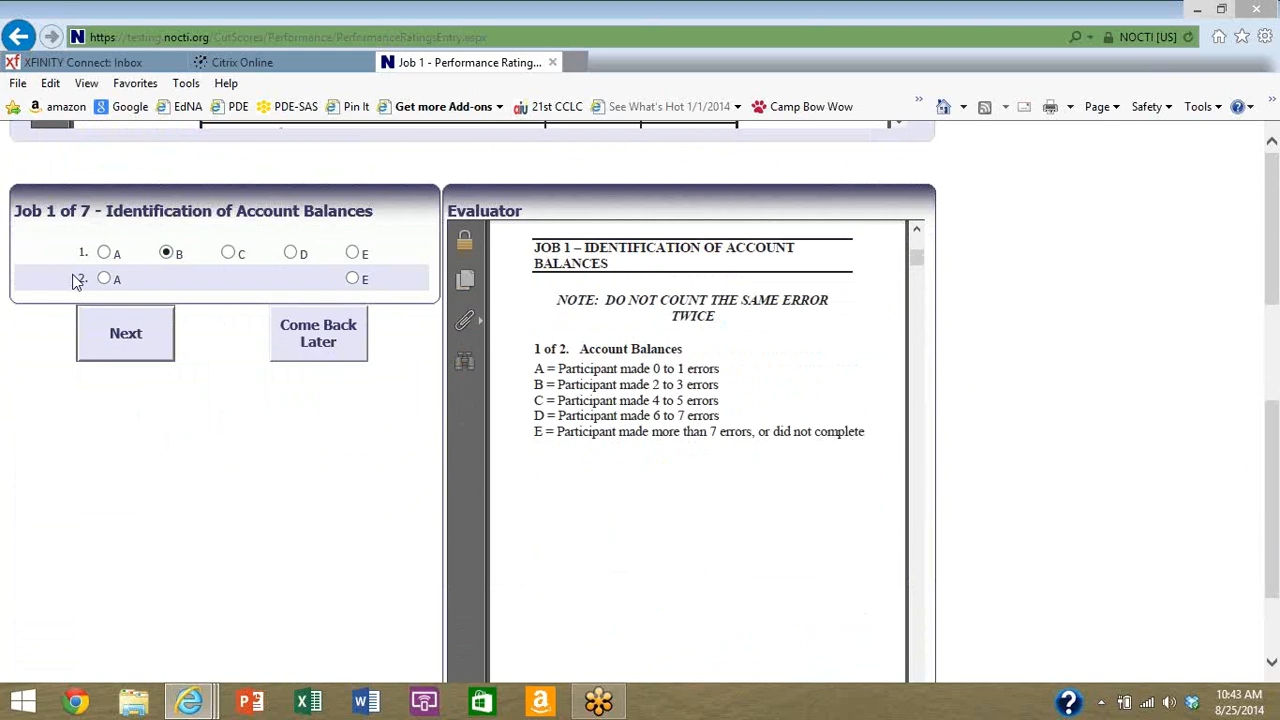 https://testing.nocti.org/CutScores/Performance/PerformanceRatingsEntry.aspx
NOCTI [US]
XFINITY Connect: Inbox
Citrix Online
Job 1 - Performance Rating...
File Edit View Favorites Tools Help
amazon Google EdNA PDE PDE-SAS Pin It Get more Add-ons 21st CCLC See What's Hot 1/1/2014 Camp Bow Wow » Page Safety Tools »
Job 1 of 7 - Identification of Account Balances
1. A B C D E
A E
Next
Come Back
Later
Evaluator
JOB 1 – IDENTIFICATION OF ACCOUNT
BALANCES
NOTE: DO NOT COUNT THE SAME ERROR
TWICE
1 of 2. Account Balances
A = Participant made 0 to 1 errors
B = Participant made 2 to 3 errors
C = Participant made 4 to 5 errors
D = Participant made 6 to 7 errors
E = Participant made more than 7 errors, or did not complete
10:43 AM
8/25/2014